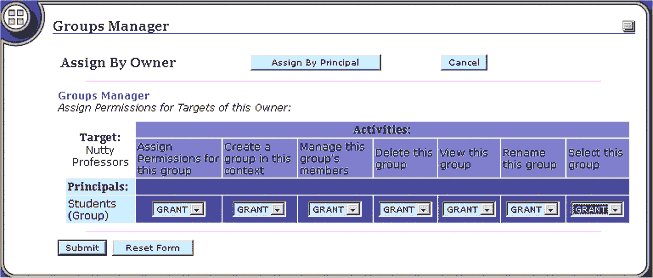 Groups Manager
Assign By Owner
Assign By Principal
Cancel
Groups Manager
Assign Permissions for Targets of this Owner:
Target:
Nutty
Professors
Activities:
Assign
Permissions for
this group
Create a
group in this
context
Manage this
group's
members
Delete this
group
View this
group
Rename
this group
Select this
group
Principals:
Students
(Group)
GRANT
GRANT
GRANT
GRANT
GRANT
GRANT
GRANT
Submit
Reset Form